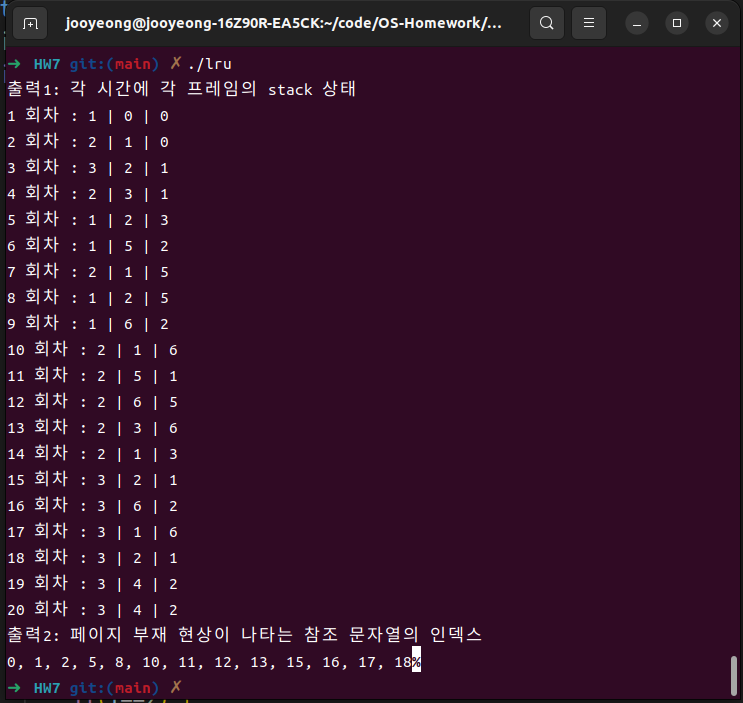 jooyeong@jooyeong-16Z90R-EA5CK:~/code/OS-Homework/...
→ HW7 git:(main) ✗ ./lru
출력1: 각 시간에 각 프레임의 stack 상태
1 회차 : 1 | 0 | 0
2 회차 : 2 | 1 | 0
3 회차 : 3 | 2 | 1
4 회차 : 2 | 3 | 1
5 회차 : 1 | 2 | 3
6 회차 : 1 | 5 | 2
7 회차 : 2 | 1 | 5
8 회차 : 1 | 2 | 5
9 회차 : 1 | 6 | 2
10 회차 : 2 | 1 | 6
11 회차 : 2 | 5 | 1
12 회차 : 2 | 6 | 5
13 회차 : 2 | 3 | 6
14 회차 : 2 | 1 | 3
15 회차 : 3 | 2 | 1
16 회차 : 3 | 6 | 2
17 회차 : 3 | 1 | 6
18 회차 : 3 | 2 | 1
19 회차 : 3 | 4 | 2
20 회차 : 3 | 4 | 2
출력2: 페이지 부재 현상이 나타는 참조 문자열의 인덱스
0, 1, 2, 5, 8, 10, 11, 12, 13, 15, 16, 17, 18%
→ HW7 git:(main) ✗